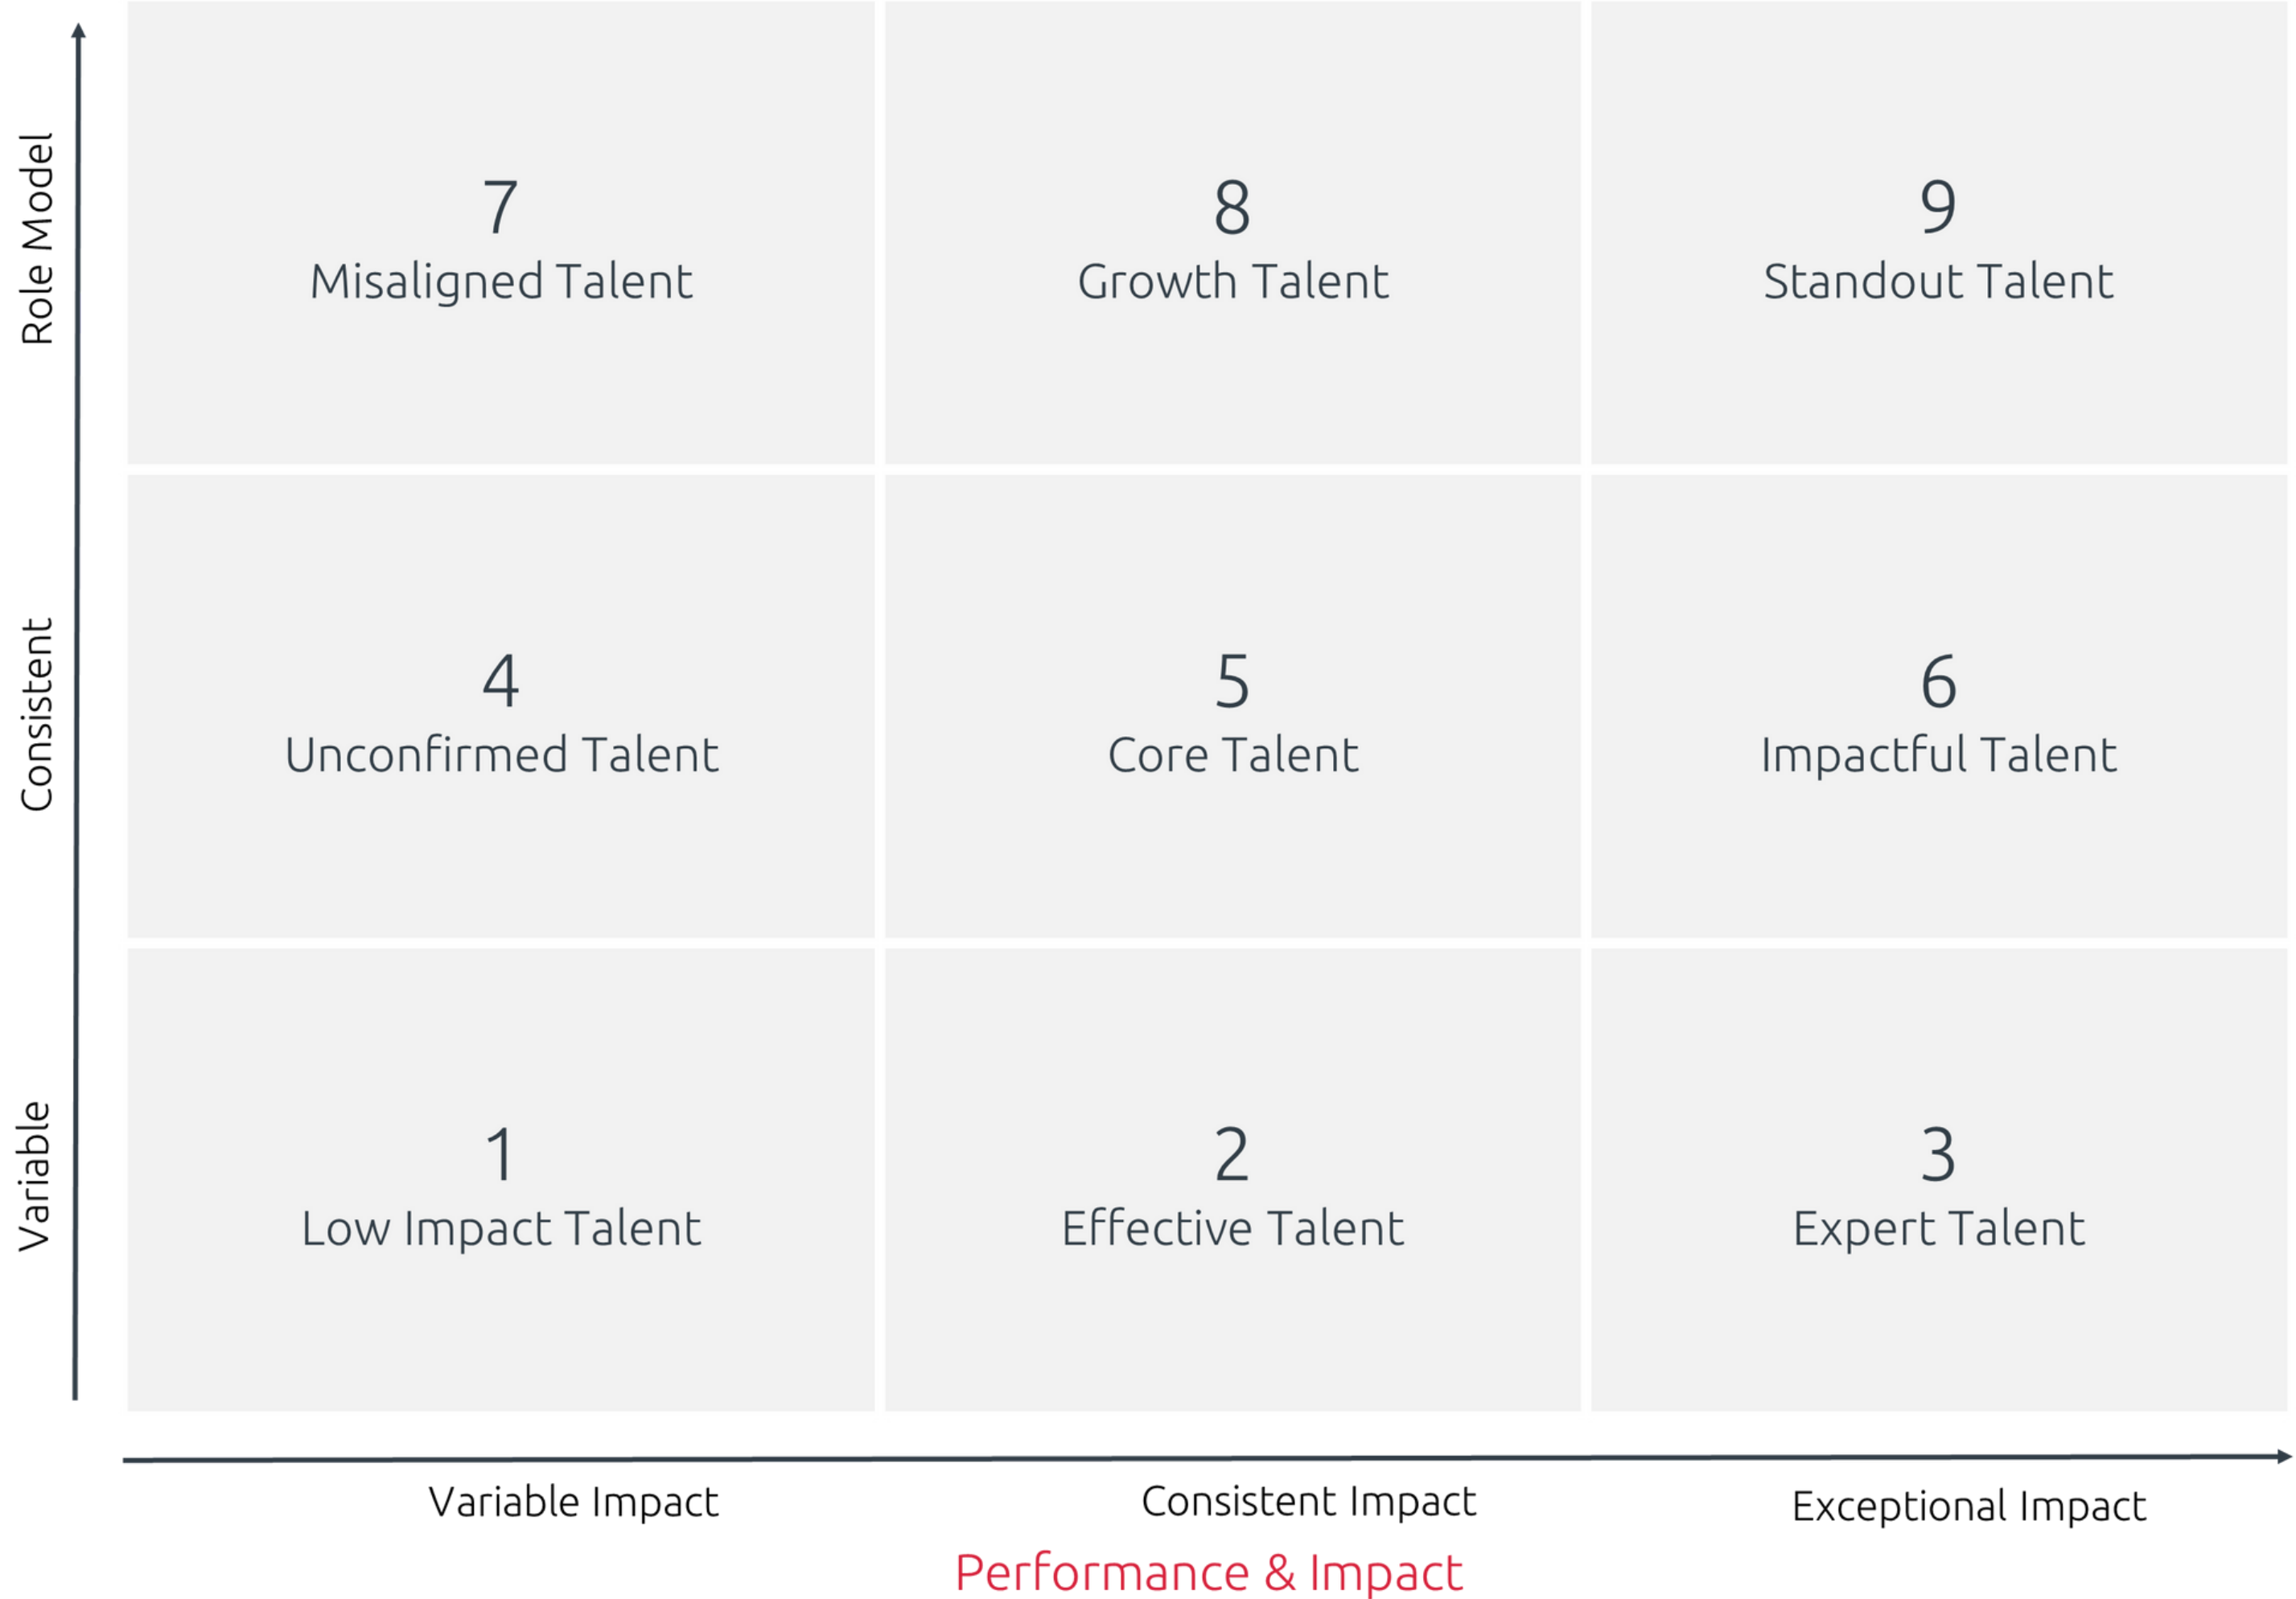 Role Model
7
Misaligned Talent
8
Growth Talent
9
Standout Talent
Consistent
4
Unconfirmed Talent
5
Core Talent
6
Impactful Talent
Variable
1
Low Impact Talent
2
Effective Talent
3
Expert Talent
Variable Impact
Consistent Impact
Exceptional Impact
Performance & Impact